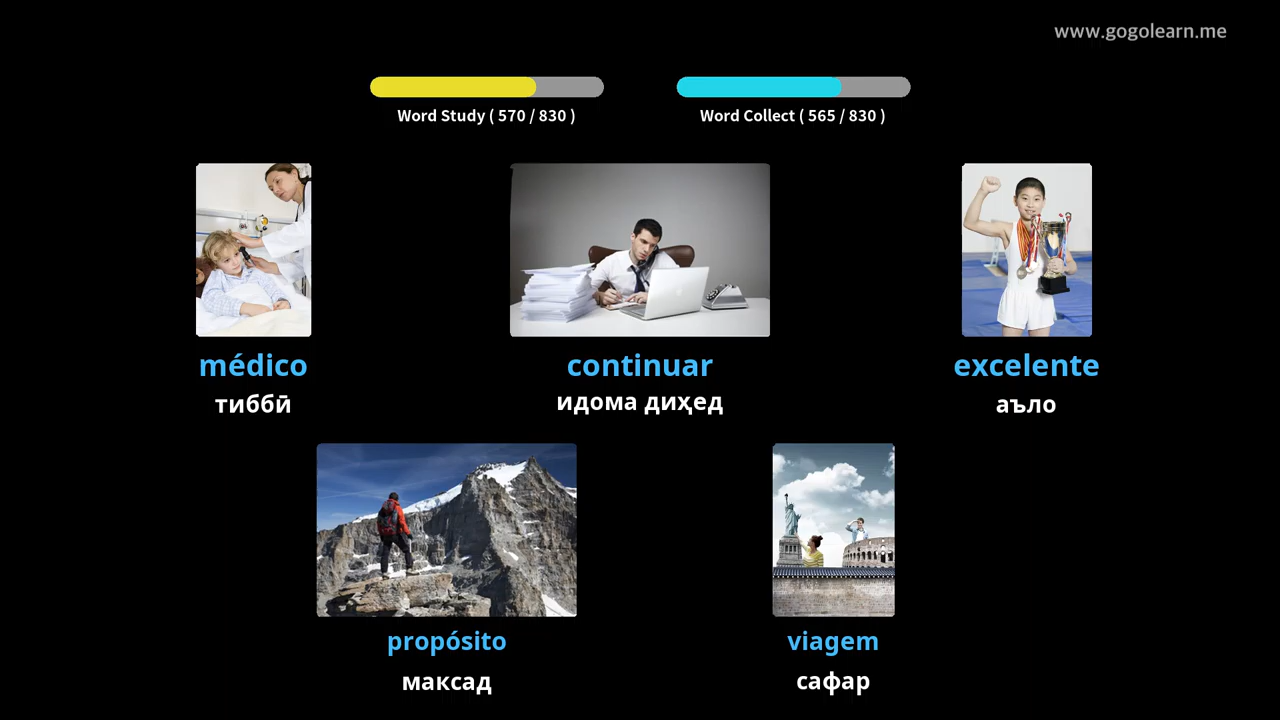 www.gogolearn.me
Word Study ( 570 / 830 )
Word Collect ( 565 / 830 )
médico
тиббӣ
continuar
идома диҳед
excelente
аъло
propósito
мақсад
viagem
сафар